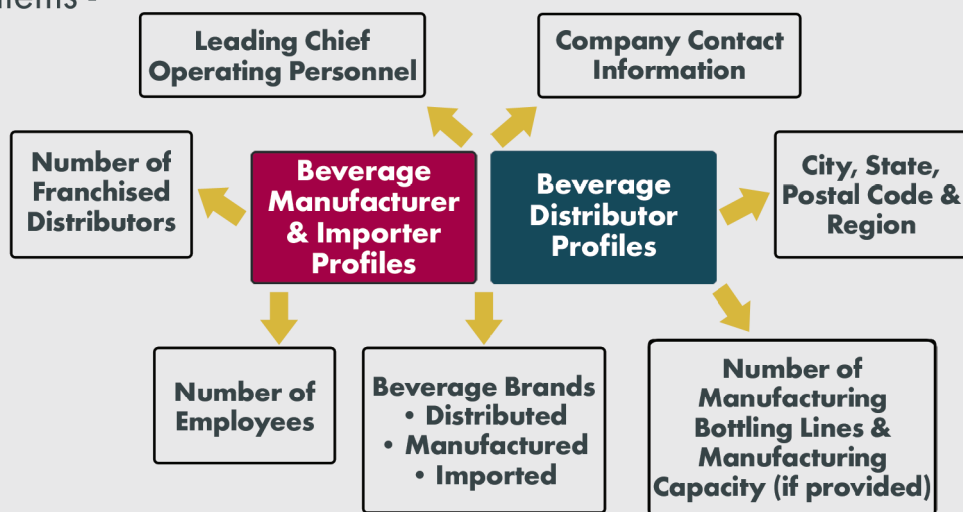 Leading Chief
Operating Personnel
Company Contact
Information
Number of
Franchised
Distributors
Beverage
Manufacturer
& Importer
Profiles
Beverage
Distributor
Profiles
City, State,
Postal Code &
Region
Number of
Employees
Beverage Brands
• Distributed
• Manufactured
• Imported
Number of
Manufacturing
Bottling Lines &
Manufacturing
Capacity (if provided)